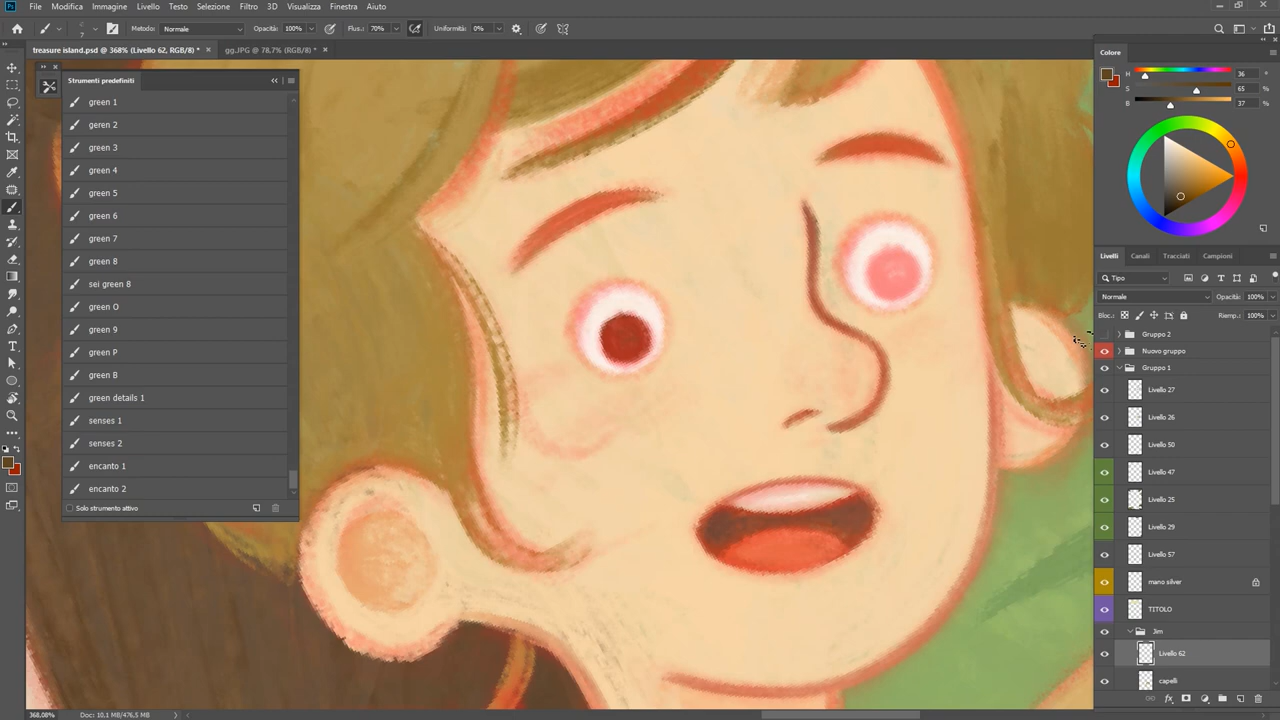 Ps File Modifica Immagine Livello Testo Selezione Filtro 3D Visualizza Finestra Aiuto
7 Metodo: Normale Opacità: 100% Flus.: 70% Uniformità: 0%
treasure island.psd @ 368% (Livello 62, RGB/8) * × gg.JPG @ 78,7% (RGB/8) * ×
Strumenti predefiniti
green 1
geren 2
green 3
green 4
green 5
green 6
green 7
green 8
sei green 8
green O
green 9
green P
green B
green details 1
senses 1
senses 2
encanto 1
encanto 2
Solo strumento attivo
Colore
H 36 °
S 65 %
B 37 %
Livelli Canali Tracciati Campioni
Tipo
Normale Opacità: 100%
Bloc.: Riemp.: 100%
Gruppo 2
Nuovo gruppo
Gruppo 1
Livello 27
Livello 26
Livello 50
Livello 47
Livello 25
Livello 29
Livello 57
mano silver
TITOLO
Jim
Livello 62
capelli
368,08% Doc: 10,1 MB/476,5 MB